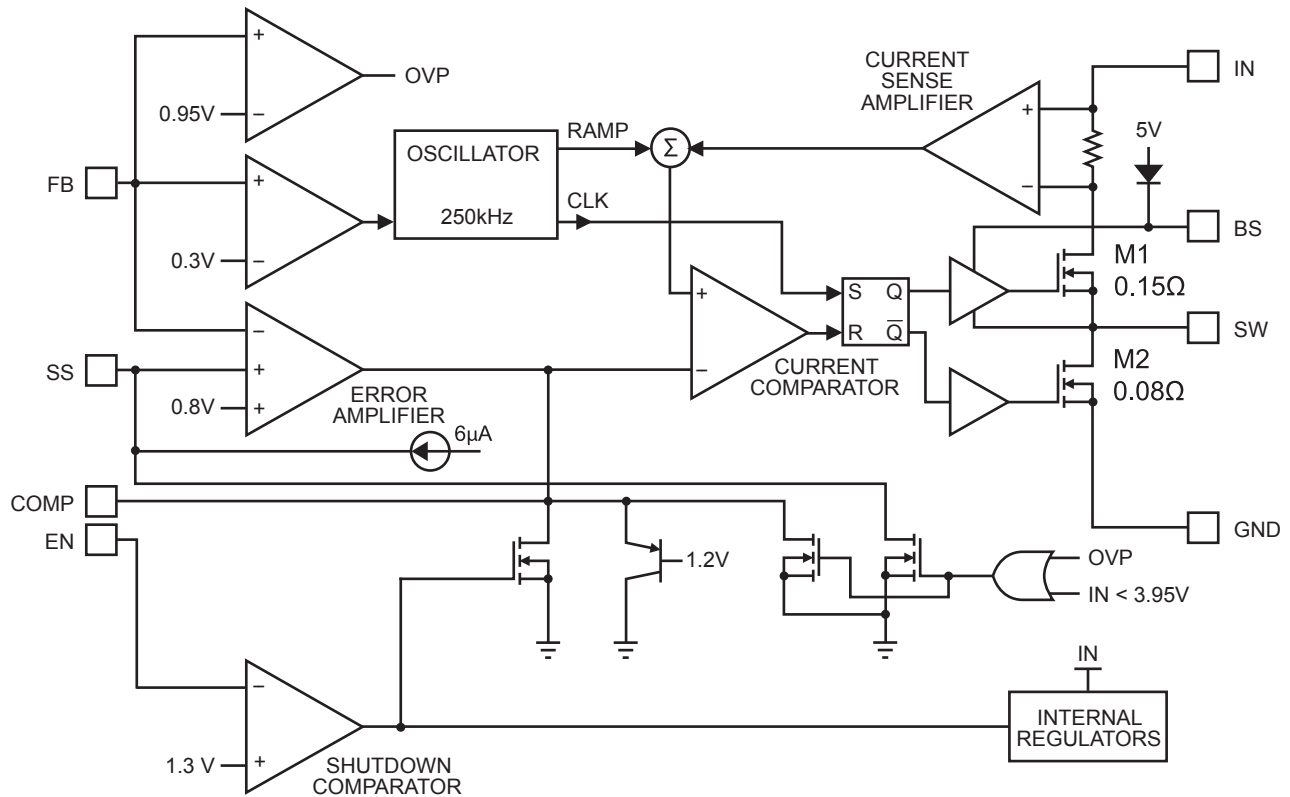 +
OVP
0.95V
−
FB
+
0.3V
−
OSCILLATOR
250kHz
RAMP
CLK
Σ
CURRENT
SENSE
AMPLIFIER
+
−
IN
5V
BS
M1
0.15Ω
SW
M2
0.08Ω
GND
S Q
R Q̅
+
−
CURRENT
COMPARATOR
−
SS
+
0.8V
+
ERROR
AMPLIFIER
6µA
COMP
EN
1.2V
OVP
IN < 3.95V
−
1.3 V
+
SHUTDOWN
COMPARATOR
IN
INTERNAL
REGULATORS